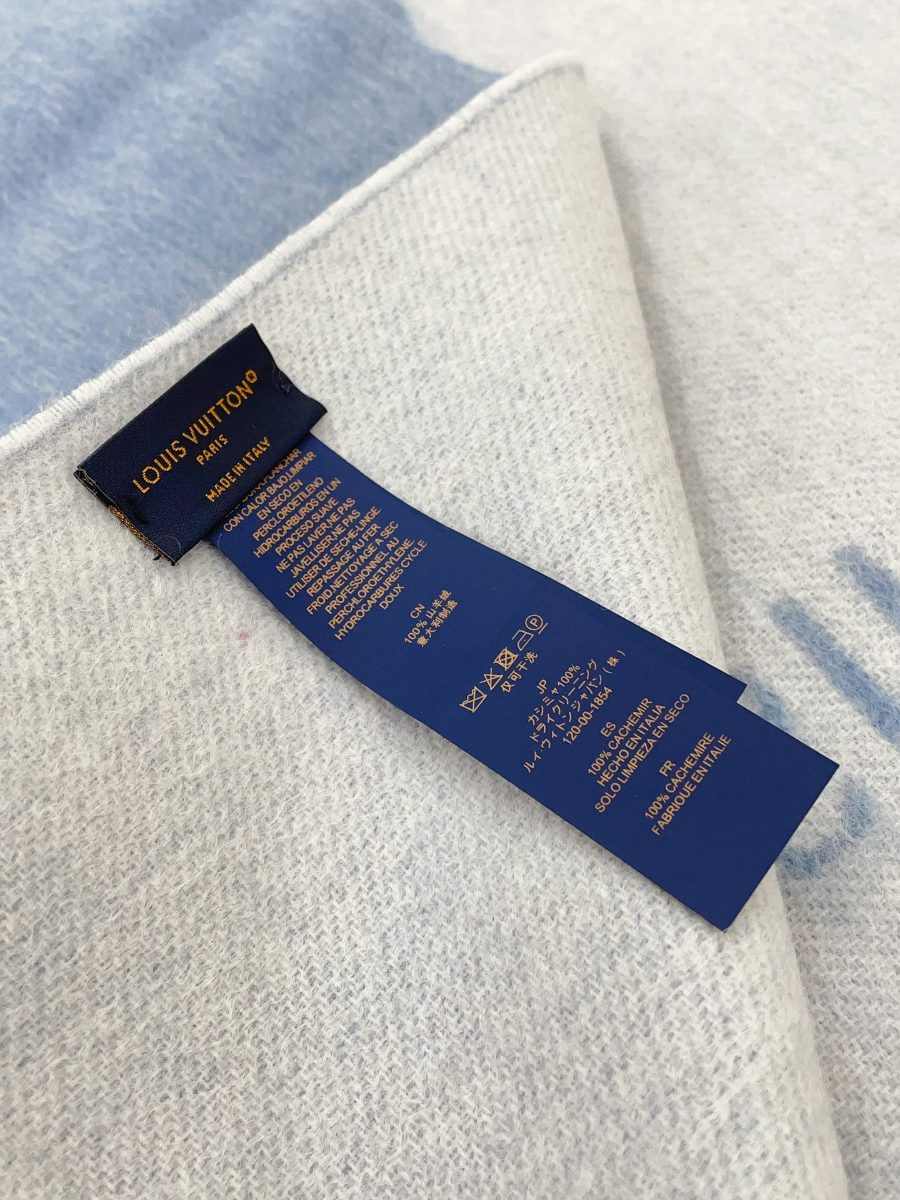 LOUIS VUITTON
PARIS
MADE IN ITALY
CON CALOR BAJO,LIMPIAR
EN SECO EN
PERCLOROETILENO
HIDROCARBUROS EN UN
PROCESO SUAVE
NE PAS LAVER,NE PAS
JAVELLISER,NE PAS
UTILISER DE SECHE-LINGE.
REPASSAGE AU FER
FROID,NETTOYAGE A SEC
PROFESSIONNEL AU
PERCHLOROETHYLENE.
HYDROCARBURES CYCLE
DOUX
CN
100% 山羊绒
意大利制造
P
仅可干洗
JP
カシミヤ100%
ドライクリーニング
ルイ･ヴィトンジャパン(株)
120-00-1854
ES
100% CACHEMIR
HECHO EN ITALIA
SOLO LIMPIEZA EN SECO
FR
100% CACHEMIRE
FABRIQUE EN ITALIE